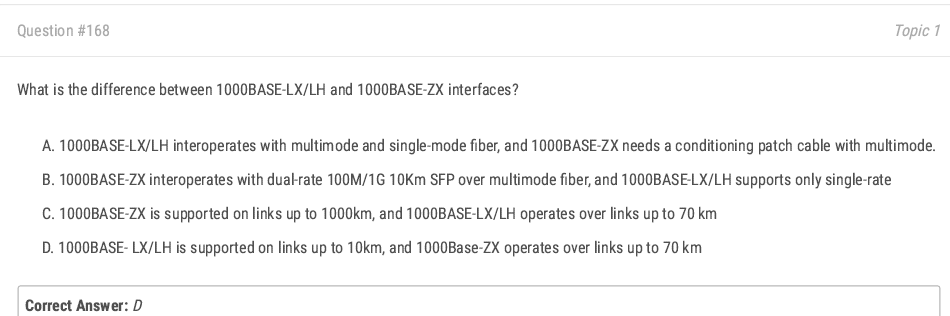 Question #168
Topic 1
What is the difference between 1000BASE-LX/LH and 1000BASE-ZX interfaces?
A. 1000BASE-LX/LH interoperates with multimode and single-mode fiber, and 1000BASE-ZX needs a conditioning patch cable with multimode.
B. 1000BASE-ZX interoperates with dual-rate 100M/1G 10Km SFP over multimode fiber, and 1000BASE-LX/LH supports only single-rate
C. 1000BASE-ZX is supported on links up to 1000km, and 1000BASE-LX/LH operates over links up to 70 km
D. 1000BASE- LX/LH is supported on links up to 10km, and 1000Base-ZX operates over links up to 70 km
Correct Answer: D